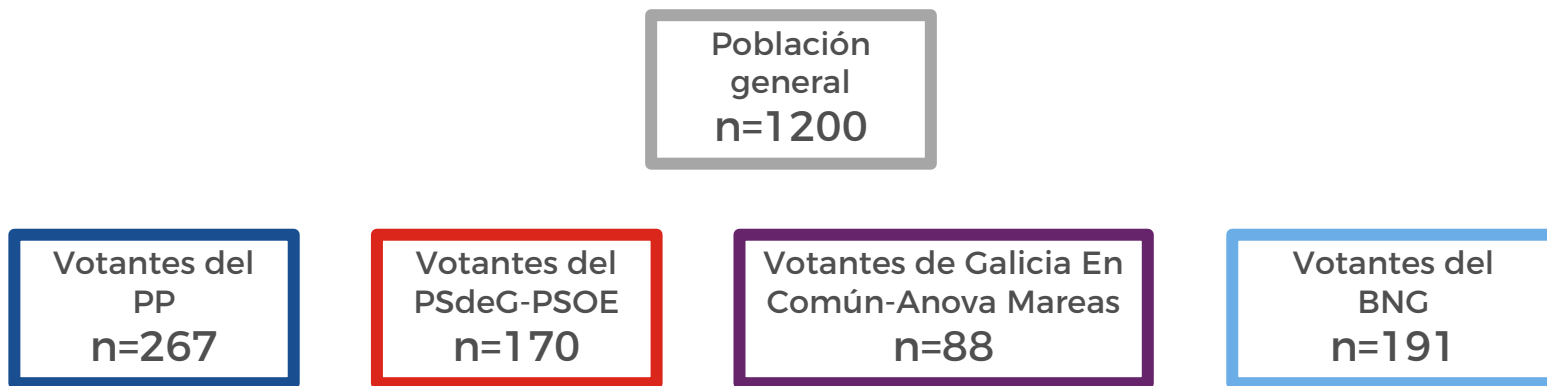 Población
general
n=1200
Votantes del
PP
n=267
Votantes del
PSdeG-PSOE
n=170
Votantes de Galicia En
Común-Anova Mareas
n=88
Votantes del
BNG
n=191